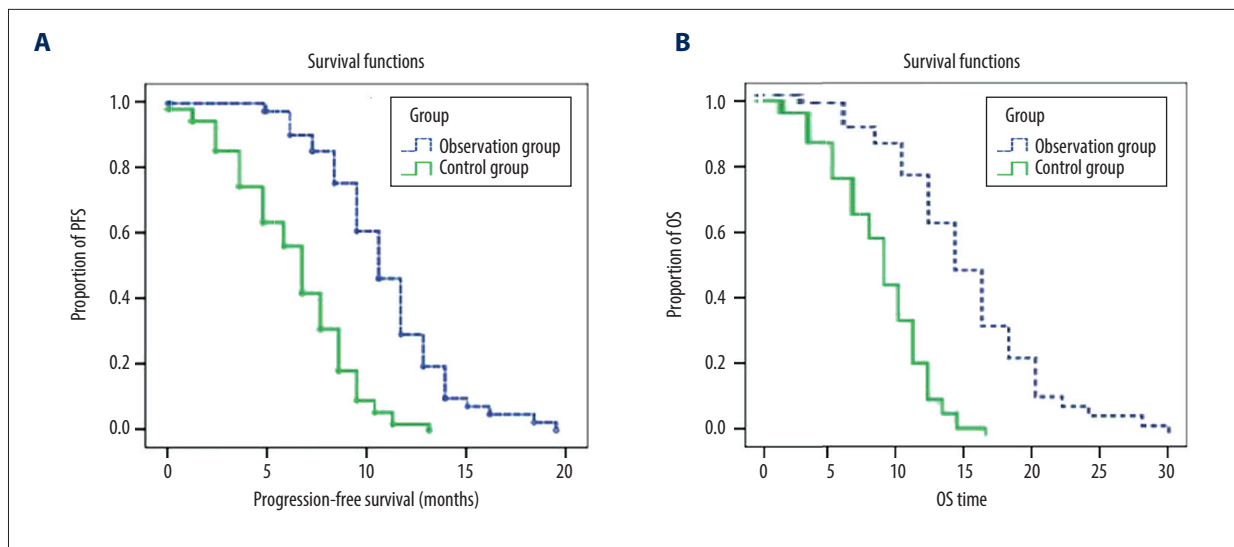 A
Survival functions
1.0
0.8
0.6
0.4
0.2
0.0
Proportion of PFS
Group
Observation group
Control group
0 5 10 15 20
Progression-free survival (months)
B
Survival functions
1.0
0.8
0.6
0.4
0.2
0.0
Proportion of OS
Group
Observation group
Control group
0 5 10 15 20 25 30
OS time